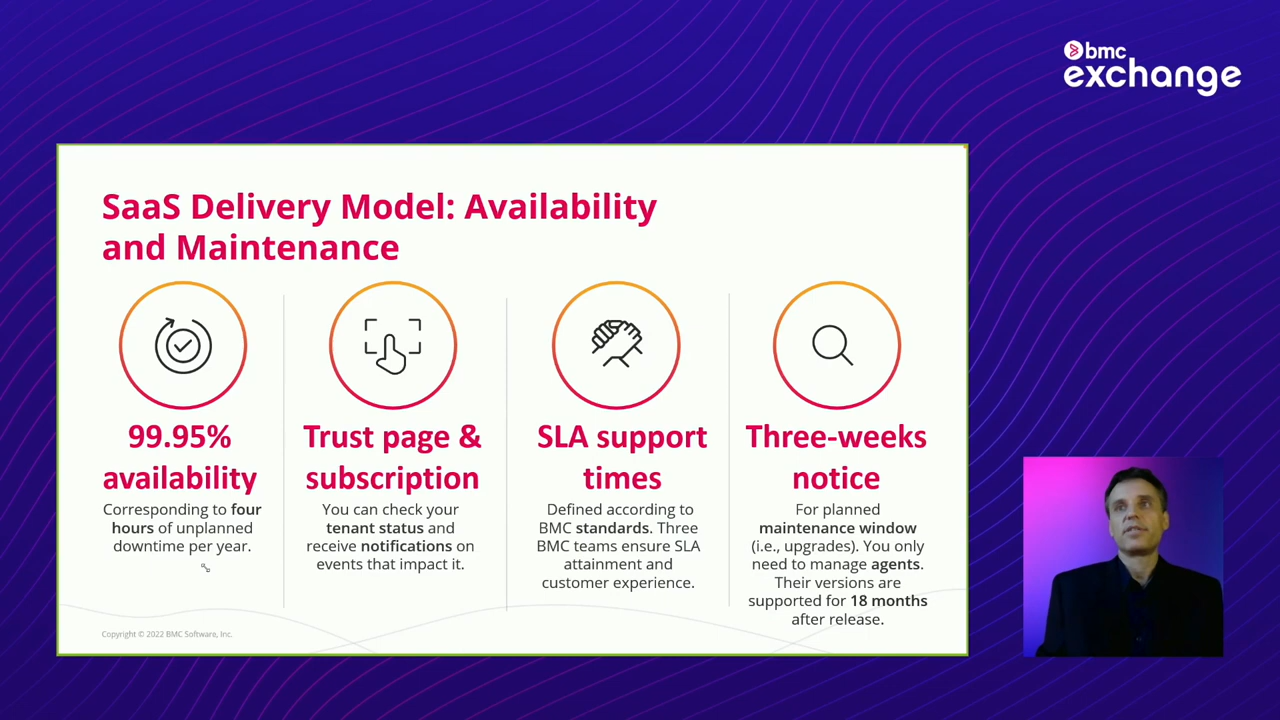 bmc
exchange
SaaS Delivery Model: Availability
and Maintenance
99.95%
availability
Corresponding to four
hours of unplanned
downtime per year.
Trust page &
subscription
You can check your
tenant status and
receive notifications on
events that impact it.
SLA support
times
Defined according to
BMC standards. Three
BMC teams ensure SLA
attainment and
customer experience.
Three-weeks
notice
For planned
maintenance window
(i.e., upgrades). You only
need to manage agents.
Their versions are
supported for 18 months
after release.
Copyright © 2022 BMC Software, Inc.